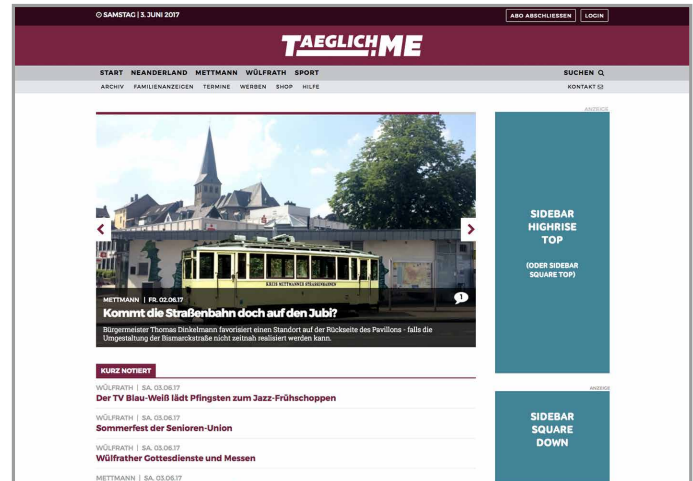 SAMSTAG | 3. JUNI 2017
ABO ABSCHLIESSEN LOGIN
TAEGLICH!ME
START NEANDERLAND METTMANN WÜLFRATH SPORT SUCHEN
ARCHIV FAMILIENANZEIGEN TERMINE WERBEN SHOP HILFE KONTAKT
ANZEIGE
KREIS METTMANNER STRASSENBAHNEN
METTMANN | FR. 02.06.17
1
Kommt die Straßenbahn doch auf den Jubi?
Bürgermeister Thomas Dinkelmann favorisiert einen Standort auf der Rückseite des Pavillons - falls die
Umgestaltung der Bismarckstraße nicht zeitnah realisiert werden kann.
SIDEBAR
HIGHRISE
TOP
(ODER SIDEBAR
SQUARE TOP)
KURZ NOTIERT
WÜLFRATH | SA. 03.06.17
Der TV Blau-Weiß lädt Pfingsten zum Jazz-Frühschoppen
WÜLFRATH | SA. 03.06.17
Sommerfest der Senioren-Union
WÜLFRATH | SA. 03.06.17
Wülfrather Gottesdienste und Messen
METTMANN | SA. 03.06.17
ANZEIGE
SIDEBAR
SQUARE
DOWN